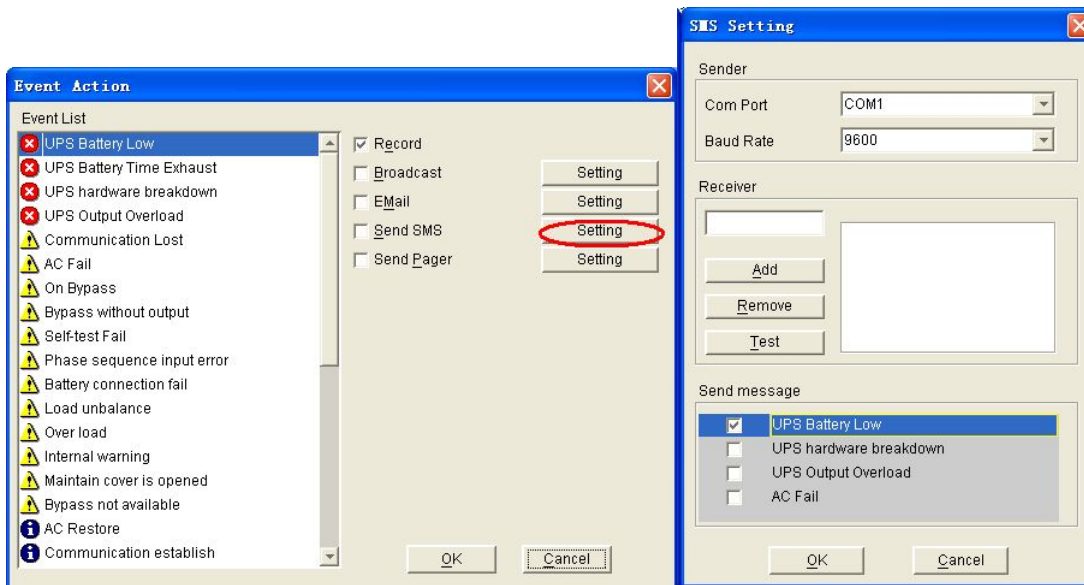 Event Action
Event List
UPS Battery Low
UPS Battery Time Exhaust
UPS hardware breakdown
UPS Output Overload
Communication Lost
AC Fail
On Bypass
Bypass without output
Self-test Fail
Phase sequence input error
Battery connection fail
Load unbalance
Over load
Internal warning
Maintain cover is opened
Bypass not available
AC Restore
Communication establish
Record
Broadcast Setting
EMail Setting
Send SMS Setting
Send Pager Setting
OK Cancel
SMS Setting
Sender
Com Port COM1
Baud Rate 9600
Receiver
Add
Remove
Test
Send message
UPS Battery Low
UPS hardware breakdown
UPS Output Overload
AC Fail
OK Cancel